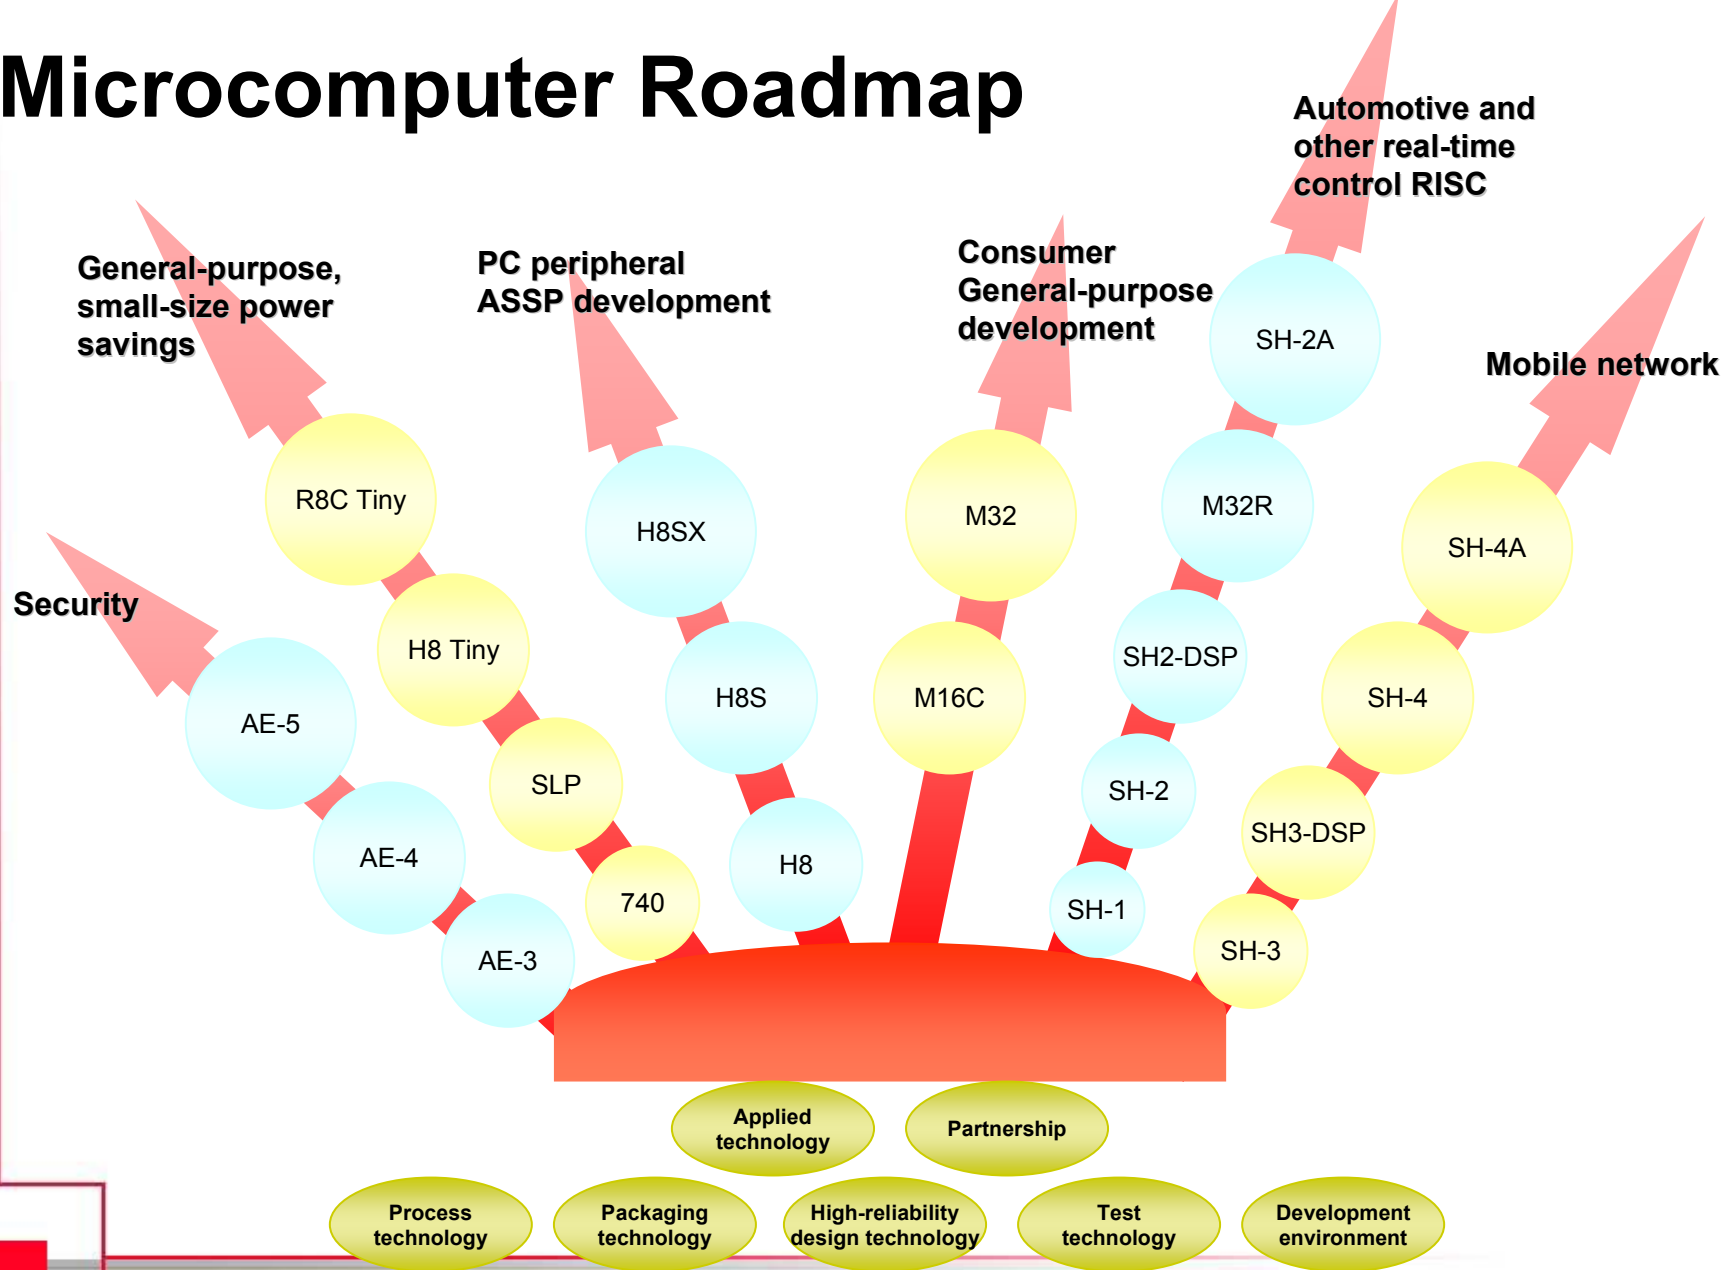 Microcomputer Roadmap
Automotive and
other real-time
control RISC
General-purpose,
small-size power
savings
PC peripheral
ASSP development
Consumer
General-purpose
development
Mobile network
Security
SH-2A
R8C Tiny
H8SX
M32
M32R
SH-4A
H8 Tiny
SH2-DSP
AE-5
H8S
M16C
SH-4
SLP
SH-2
SH3-DSP
AE-4
H8
740
SH-1
AE-3
SH-3
Applied
technology
Partnership
Process
technology
Packaging
technology
High-reliability
design technology
Test
technology
Development
environment